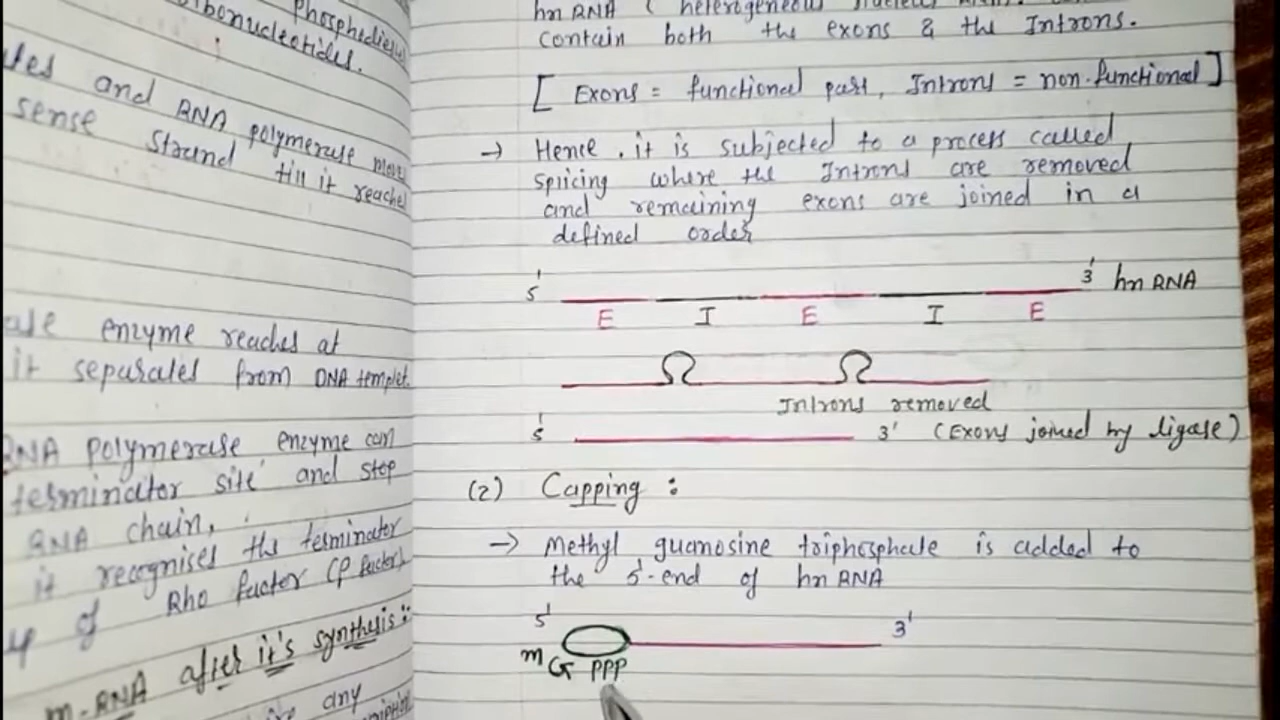 phosphodies
ribonucleotides.
tes and RNA polymerase moves
sense strand till it reaches
ase enzyme reaches at
it separates from DNA templet.
RNA polymerase enzyme can
terminator site and stop
RNA chain,
it recognises the terminator
of Rho factor (ρ factor).
m-RNA after it's synthesis:
any
hn RNA ( heterogeneous
contain both the exons & the Introns.
[ Exons = functional part, Introns = non-functional ]
→ Hence, it is subjected to a process called
splicing where the Introns are removed
and remaining exons are joined in a
defined order
5' 3' hn RNA
E I E I E
Introns removed
5' 3' (Exons joined by ligase)
(2) Capping :
→ Methyl guanosine triphosphate is added to
the 5'-end of hn RNA
5' 3'
m G PPP